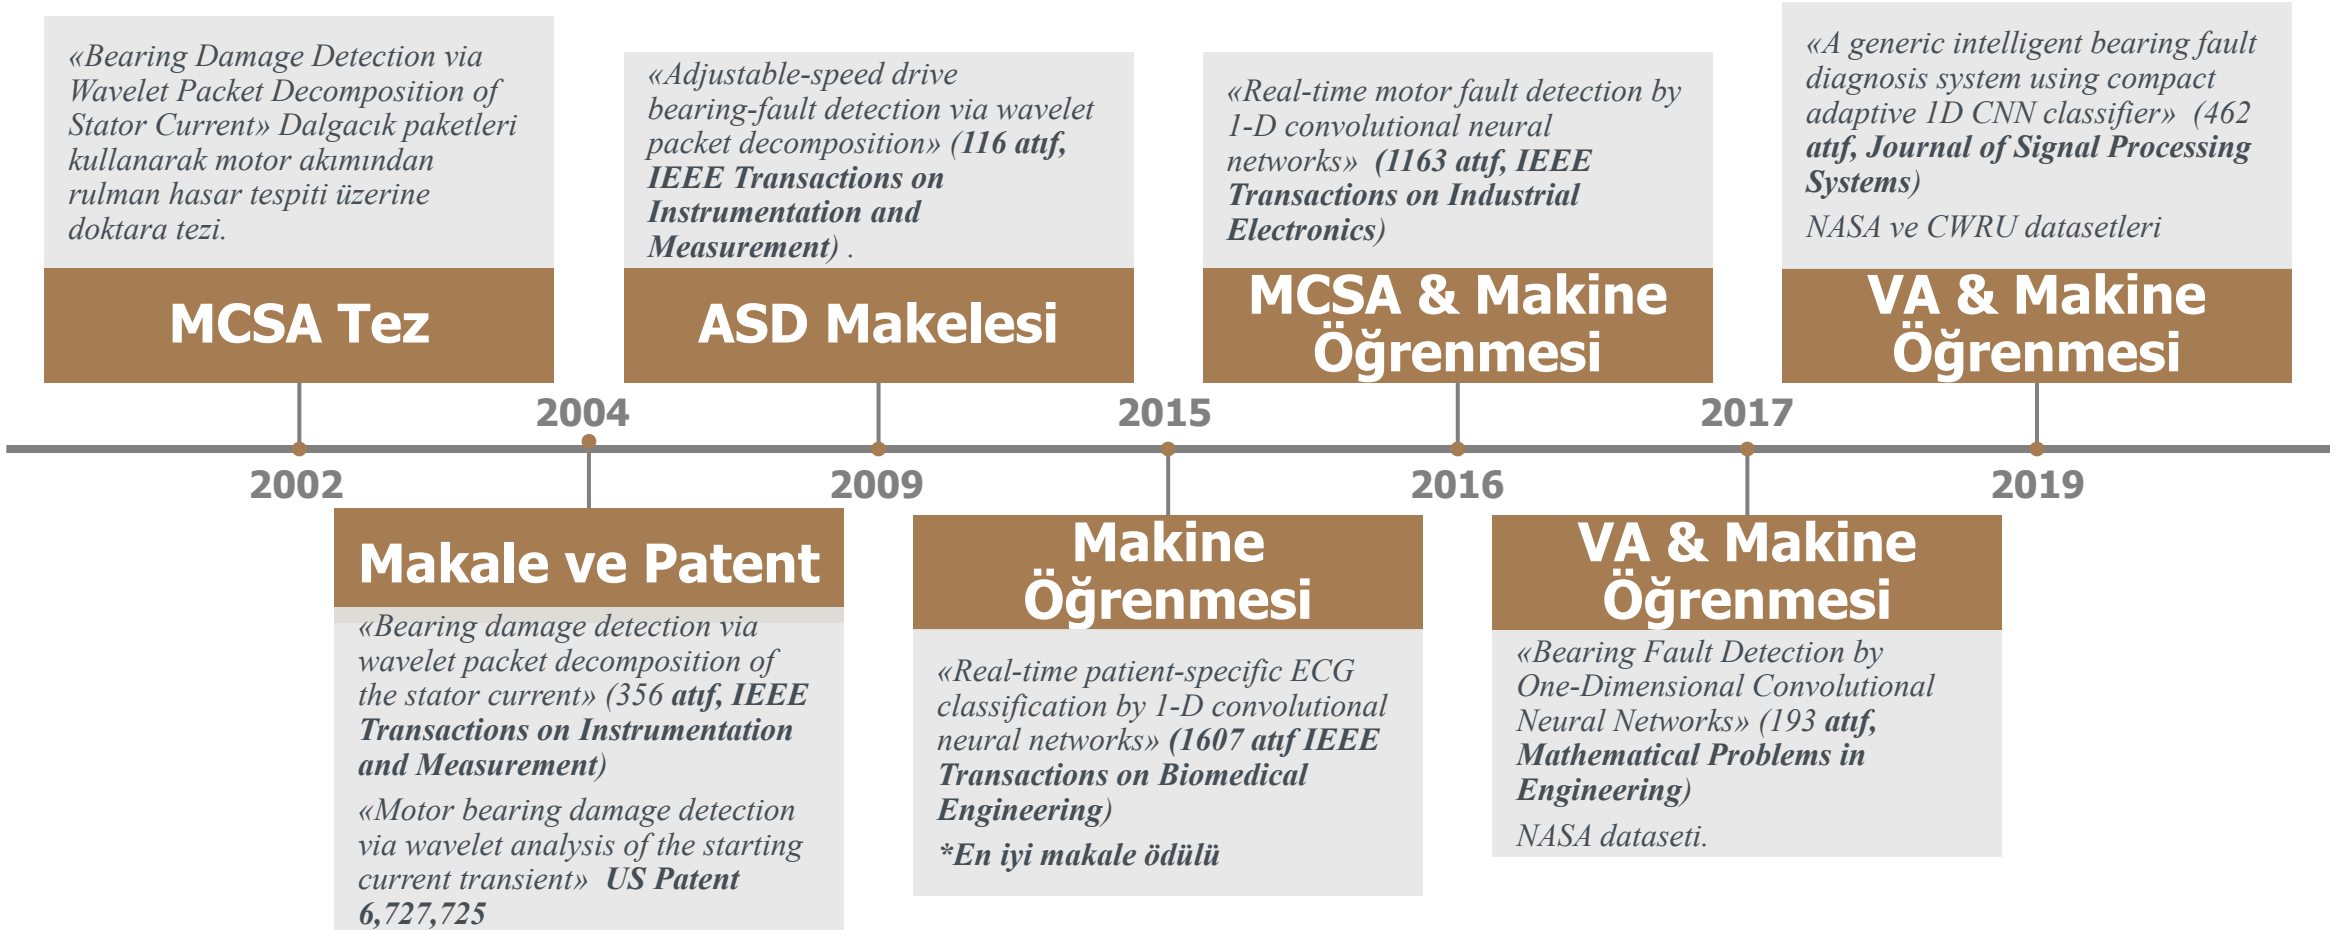 «Bearing Damage Detection via
Wavelet Packet Decomposition of
Stator Current» Dalgacık paketleri
kullanarak motor akımından
rulman hasar tespiti üzerine
doktara tezi.
MCSA Tez
2002
2004
Makale ve Patent
«Bearing damage detection via
wavelet packet decomposition of
the stator current» (356 atıf, IEEE
Transactions on Instrumentation
and Measurement)
«Motor bearing damage detection
via wavelet analysis of the starting
current transient»  US Patent
6,727,725
«Adjustable-speed drive
bearing-fault detection via wavelet
packet decomposition» (116 atıf,
IEEE Transactions on
Instrumentation and
Measurement) .
ASD Makelesi
2009
2015
Makine
Öğrenmesi
«Real-time patient-specific ECG
classification by 1-D convolutional
neural networks» (1607 atıf IEEE
Transactions on Biomedical
Engineering)
*En iyi makale ödülü
«Real-time motor fault detection by
1-D convolutional neural
networks»  (1163 atıf, IEEE
Transactions on Industrial
Electronics)
MCSA & Makine
Öğrenmesi
2016
2017
VA & Makine
Öğrenmesi
«Bearing Fault Detection by
One-Dimensional Convolutional
Neural Networks» (193 atıf,
Mathematical Problems in
Engineering)
NASA dataseti.
«A generic intelligent bearing fault
diagnosis system using compact
adaptive 1D CNN classifier»  (462
atıf, Journal of Signal Processing
Systems)
NASA ve CWRU datasetleri
VA & Makine
Öğrenmesi
2019